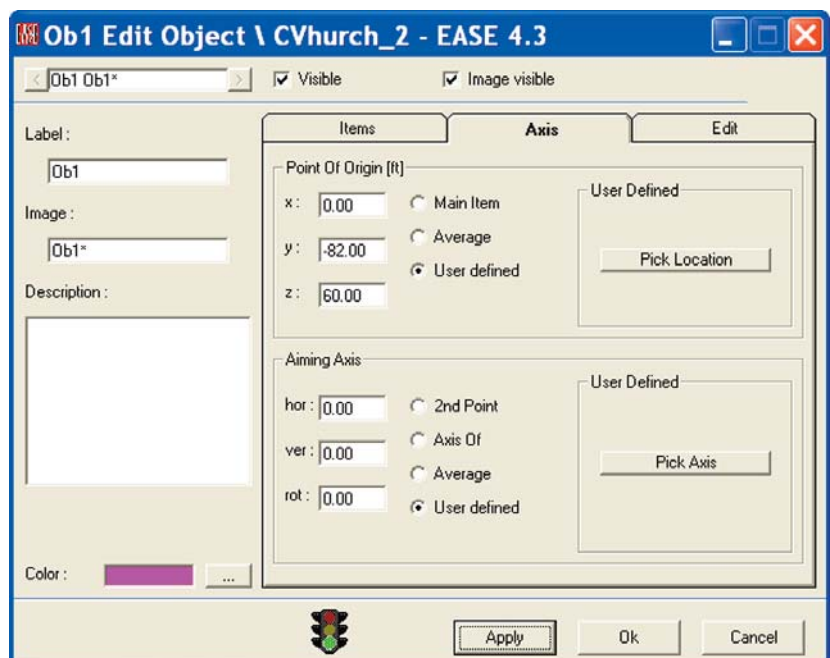 EASE Ob1 Edit Object \ CVhurch_2 - EASE 4.3
< Ob1 Ob1* > Visible Image visible
Label :
Ob1
Image :
Ob1*
Description :
Color : ...
Items Axis Edit
Point Of Origin [ft]
x : 0.00
y : -82.00
z : 60.00
Main Item
Average
User defined
User Defined
Pick Location
Aiming Axis
hor : 0.00
ver : 0.00
rot : 0.00
2nd Point
Axis Of
Average
User defined
User Defined
Pick Axis
Apply Ok Cancel